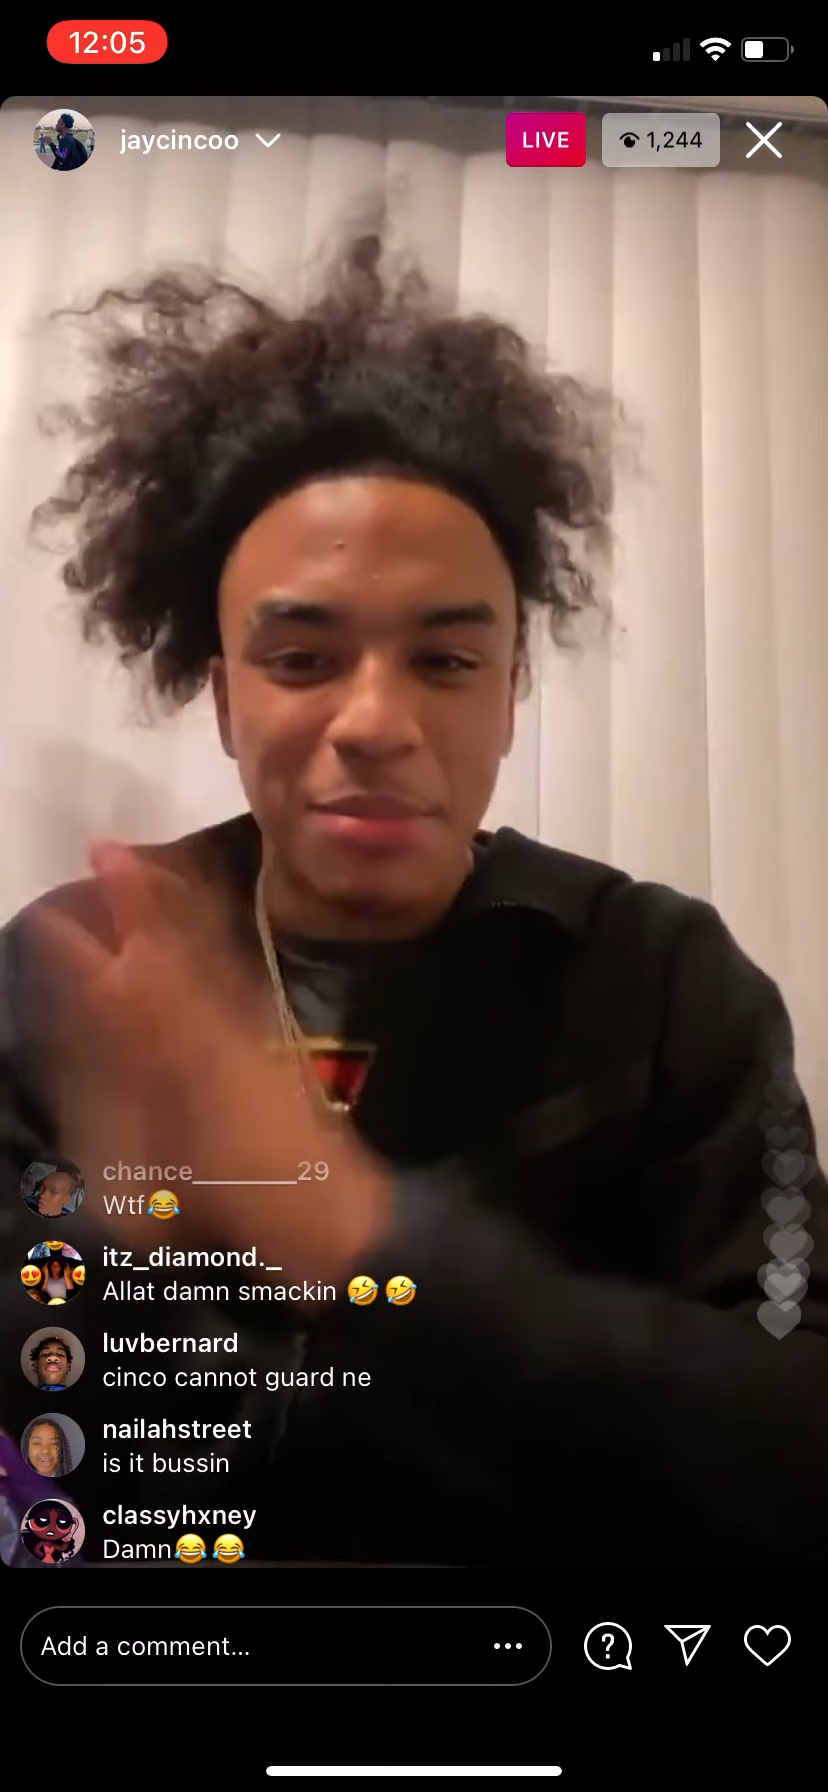 12:05
jaycincoo
LIVE
1,244
chance________29
Wtf😂
itz_diamond._
Allat damn smackin 🤣🤣
luvbernard
cinco cannot guard ne
nailahstreet
is it bussin
classyhxney
Damn😂😂
Add a comment...